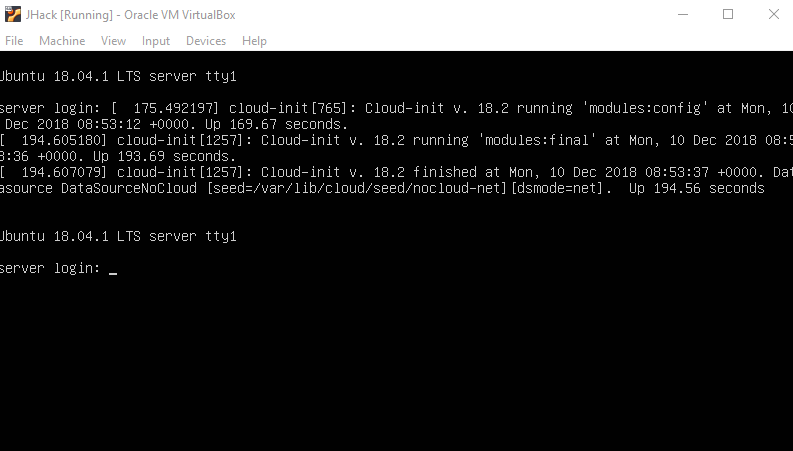 JHack [Running] - Oracle VM VirtualBox
File Machine View Input Devices Help
Ubuntu 18.04.1 LTS server tty1
server login: [  175.492197] cloud-init[765]: Cloud-init v. 18.2 running 'modules:config' at Mon, 10
Dec 2018 08:53:12 +0000. Up 169.67 seconds.
[  194.605180] cloud-init[1257]: Cloud-init v. 18.2 running 'modules:final' at Mon, 10 Dec 2018 08:5
3:36 +0000. Up 193.69 seconds.
[  194.607079] cloud-init[1257]: Cloud-init v. 18.2 finished at Mon, 10 Dec 2018 08:53:37 +0000. Dat
asource DataSourceNoCloud [seed=/var/lib/cloud/seed/nocloud-net][dsmode=net].  Up 194.56 seconds
Ubuntu 18.04.1 LTS server tty1
server login: _